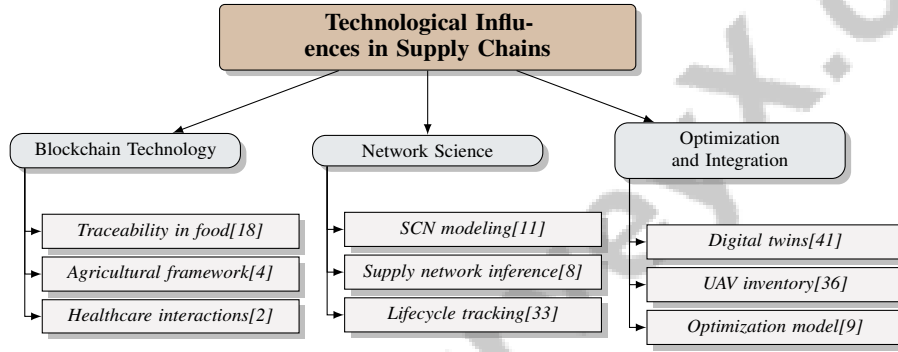 Technological Influ-
ences in Supply Chains
Blockchain Technology
Traceability in food[18]
Agricultural framework[4]
Healthcare interactions[2]
Network Science
SCN modeling[11]
Supply network inference[8]
Lifecycle tracking[33]
Optimization
and Integration
Digital twins[41]
UAV inventory[36]
Optimization model[9]